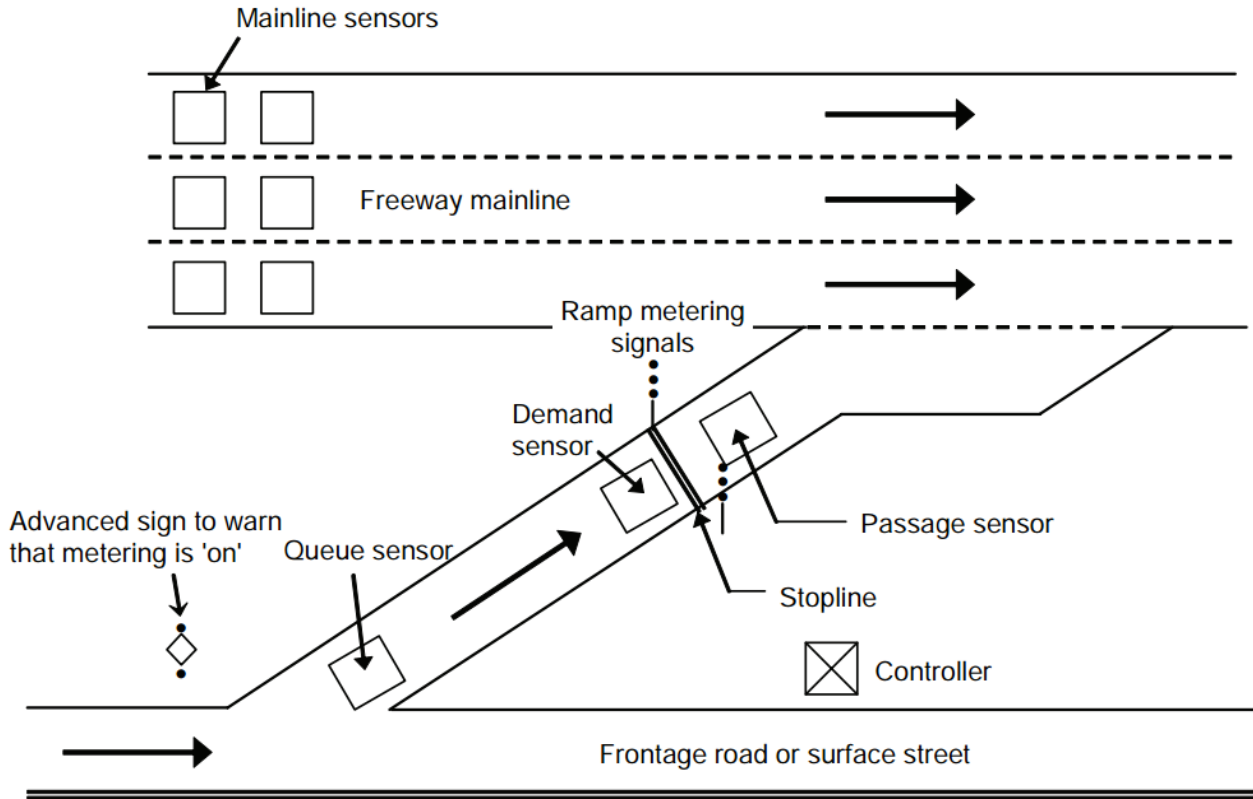 Mainline sensors
Freeway mainline
Ramp metering
signals
Demand
sensor
Passage sensor
Advanced sign to warn
that metering is 'on'
Queue sensor
Stopline
Controller
Frontage road or surface street